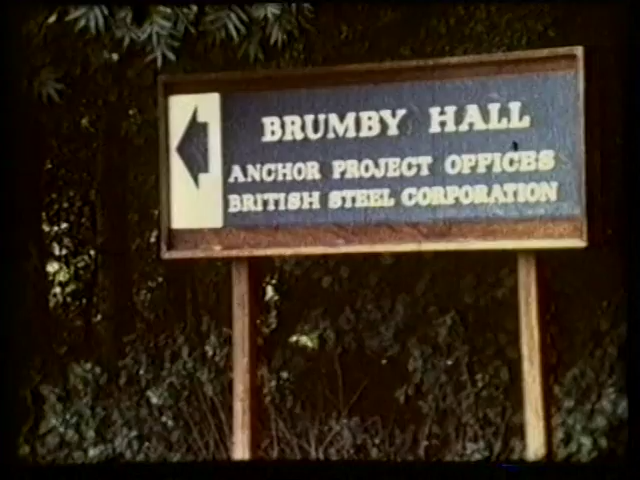 BRUMBY HALL
ANCHOR PROJECT OFFICES
BRITISH STEEL CORPORATION